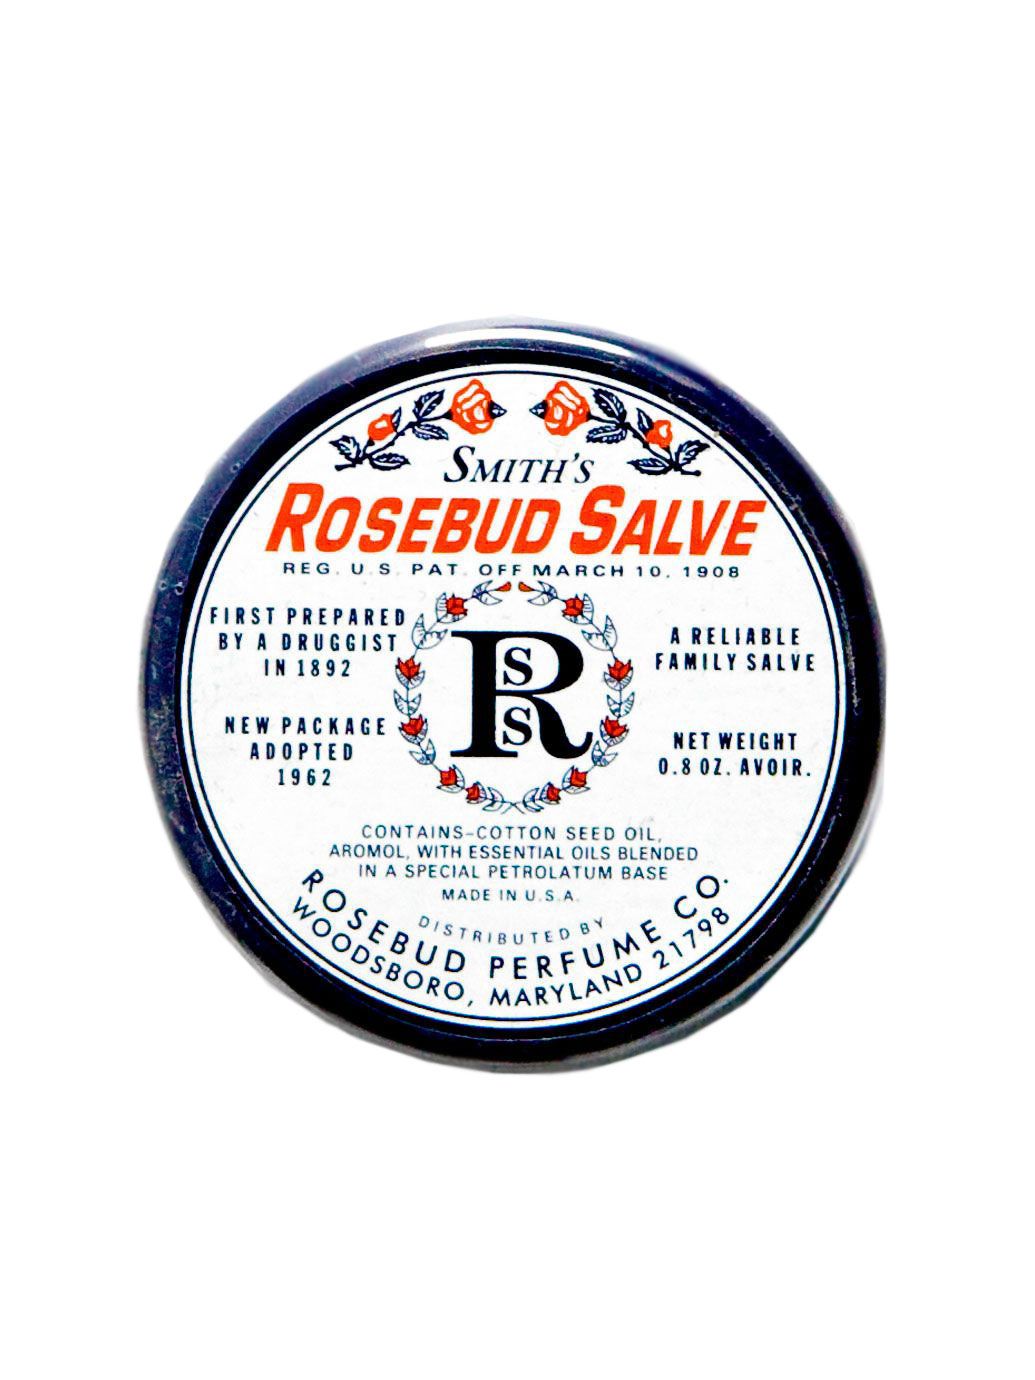 SMITH'S
ROSEBUD SALVE
REG. U.S. PAT. OFF MARCH 10, 1908
FIRST PREPARED
BY A DRUGGIST
IN 1892
NEW PACKAGE
ADOPTED
1962
RSS
A RELIABLE
FAMILY SALVE
NET WEIGHT
0.8 OZ. AVOIR.
CONTAINS-COTTON SEED OIL,
AROMOL, WITH ESSENTIAL OILS BLENDED
IN A SPECIAL PETROLATUM BASE
MADE IN U.S.A.
DISTRIBUTED BY
ROSEBUD PERFUME CO.
WOODSBORO, MARYLAND 21798